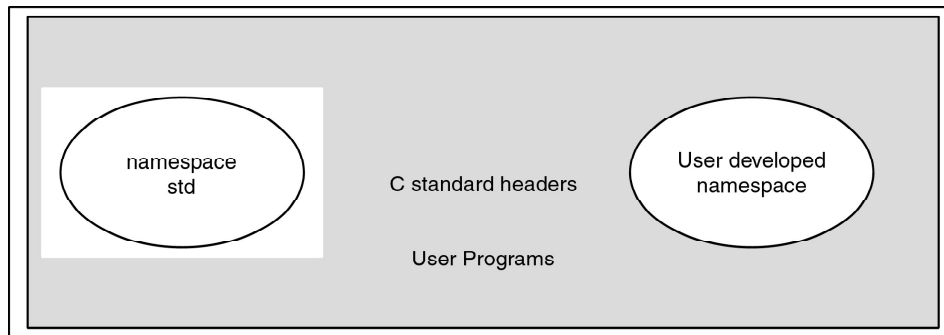 namespace
std
C standard headers
User Programs
User developed
namespace